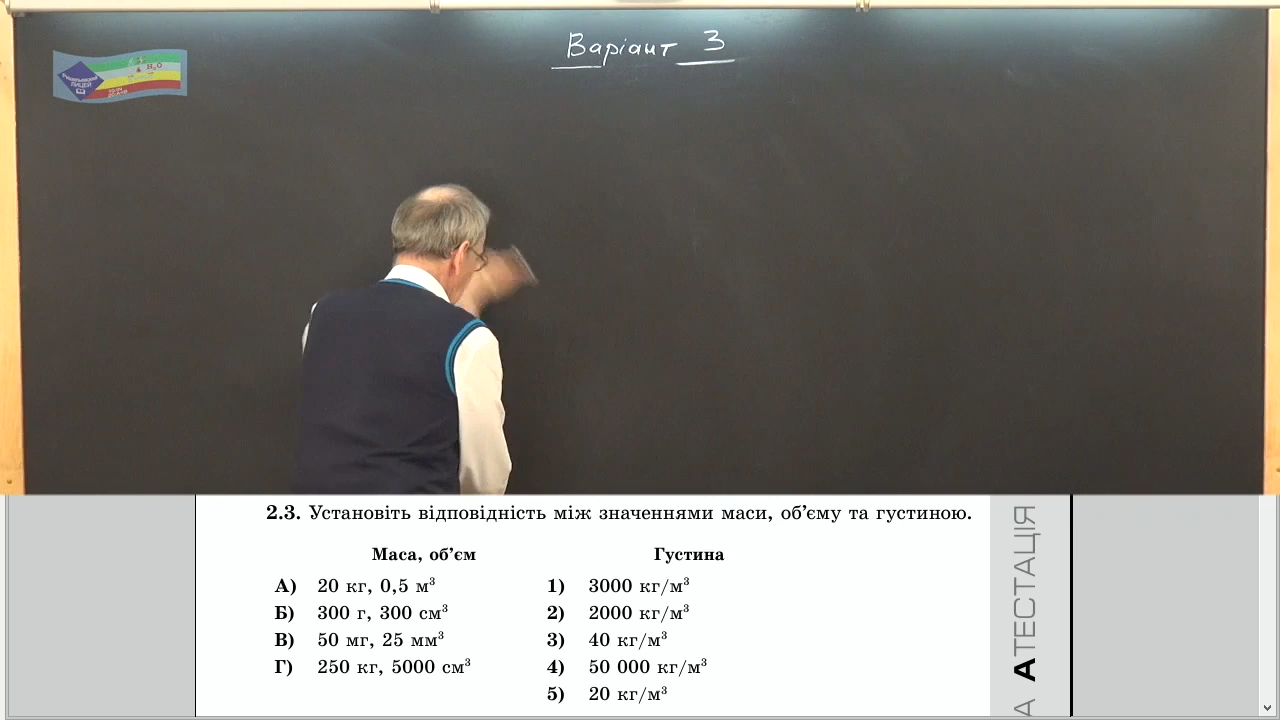 Варіант 3
ЛИЦЕЙ
H₂O
2.3. Установіть відповідність між значеннями маси, об'єму та густиною.
Маса, об'єм Густина
А) 20 кг, 0,5 м³ 1) 3000 кг/м³
Б) 300 г, 300 см³ 2) 2000 кг/м³
В) 50 мг, 25 мм³ 3) 40 кг/м³
Г) 250 кг, 5000 см³ 4) 50 000 кг/м³
5) 20 кг/м³
А АТЕСТАЦІЯ